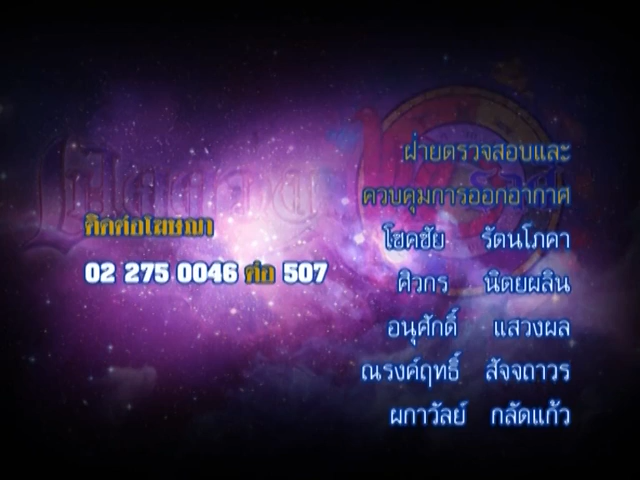 ติดต่อโฆษณา
02 275 0046 ต่อ 507
ฝ่ายตรวจสอบและ
ควบคุมการออกอากาศ
โชคชัย รัตนโภคา
ศิวกร นิตยผลิน
อนุศักดิ์ แสวงผล
ณรงค์ฤทธิ์ สัจจถาวร
ผกาวัลย์ กลัดแก้ว